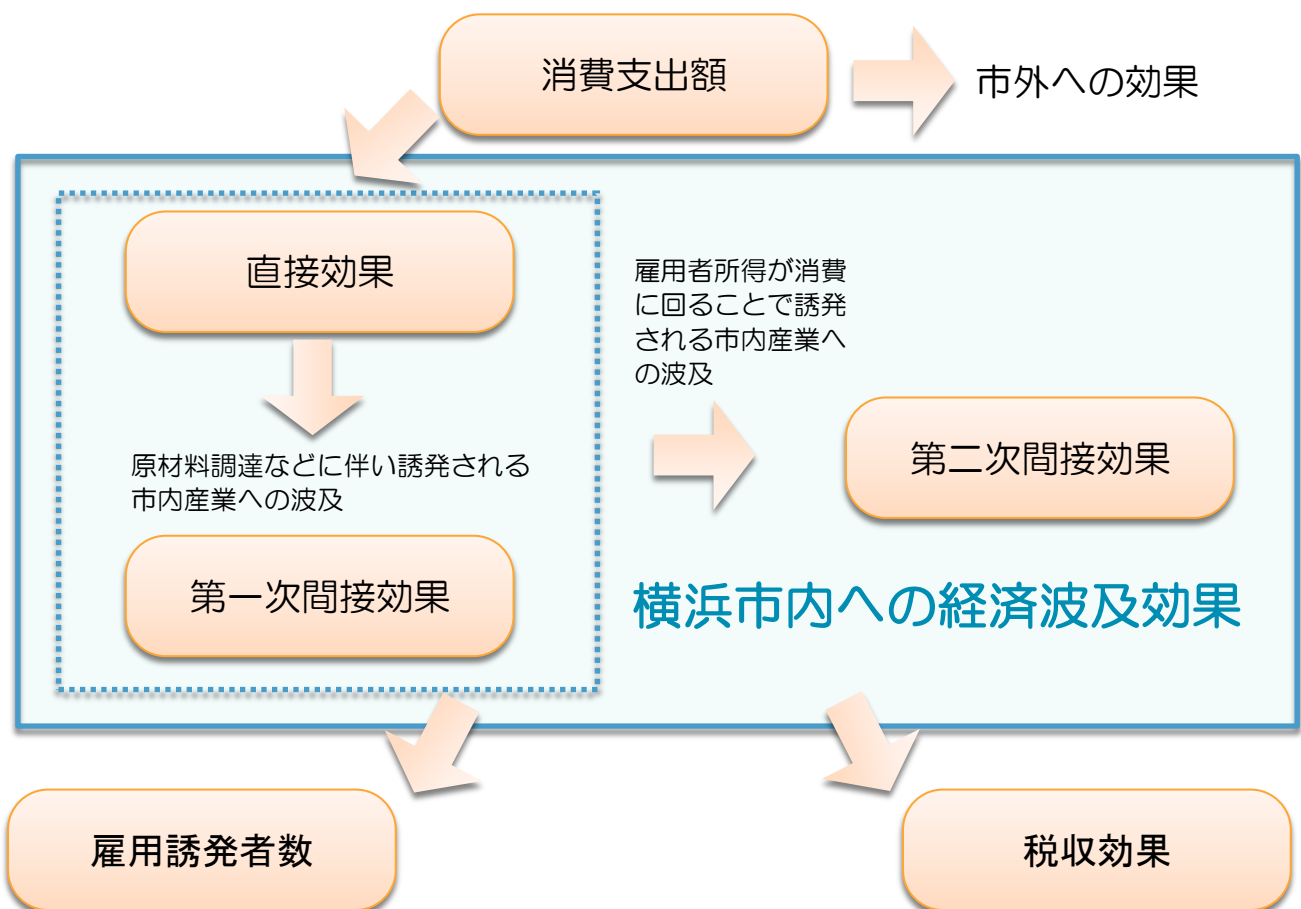 消費支出額
市外への効果
直接効果
雇用者所得が消費
に回ることで誘発
される市内産業へ
の波及
原材料調達などに伴い誘発される
市内産業への波及
第二次間接効果
第一次間接効果
横浜市内への経済波及効果
雇用誘発者数
税収効果